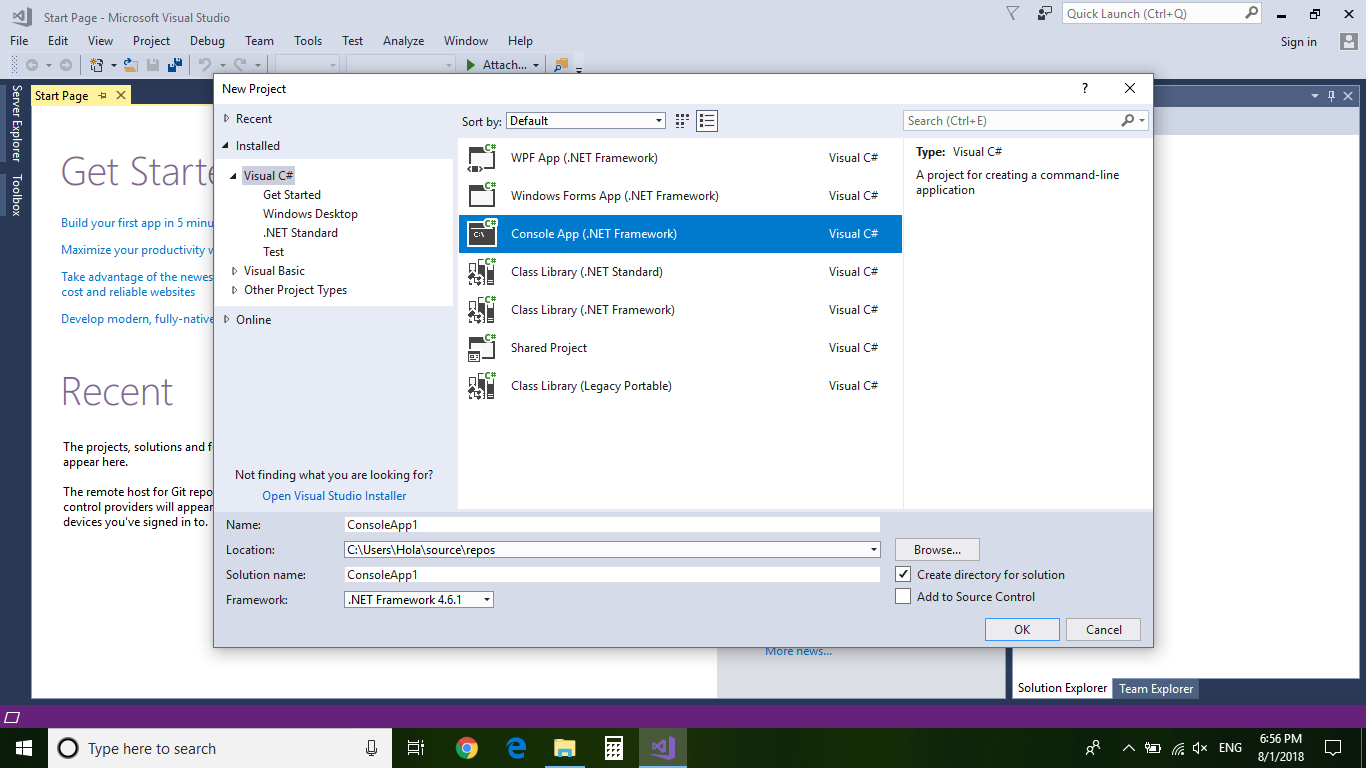 Start Page - Microsoft Visual Studio
Quick Launch (Ctrl+Q)
File Edit View Project Debug Team Tools Test Analyze Window Help
Sign in
Attach...
Server Explorer
Toolbox
Start Page
Get Starte
Build your first app in 5 minu
Maximize your productivity
Take advantage of the newes
cost and reliable websites
Develop modern, fully-native
Recent
The projects, solutions and f
appear here.
The remote host for Git repo
control providers will appear
devices you've signed in to.
New Project
?
Recent
Installed
Visual C#
Get Started
Windows Desktop
.NET Standard
Test
Visual Basic
Other Project Types
Online
Not finding what you are looking for?
Open Visual Studio Installer
Sort by: Default
Search (Ctrl+E)
C# WPF App (.NET Framework) Visual C#
C# Windows Forms App (.NET Framework) Visual C#
C# C:\ Console App (.NET Framework) Visual C#
C# Class Library (.NET Standard) Visual C#
C# Class Library (.NET Framework) Visual C#
C# Shared Project Visual C#
C# Class Library (Legacy Portable) Visual C#
Type: Visual C#
A project for creating a command-line
application
Name: ConsoleApp1
Location: C:\Users\Hola\source\repos Browse...
Solution name: ConsoleApp1 Create directory for solution
Framework: .NET Framework 4.6.1 Add to Source Control
OK Cancel
More news...
Solution Explorer Team Explorer
Type here to search
ENG
6:56 PM
8/1/2018